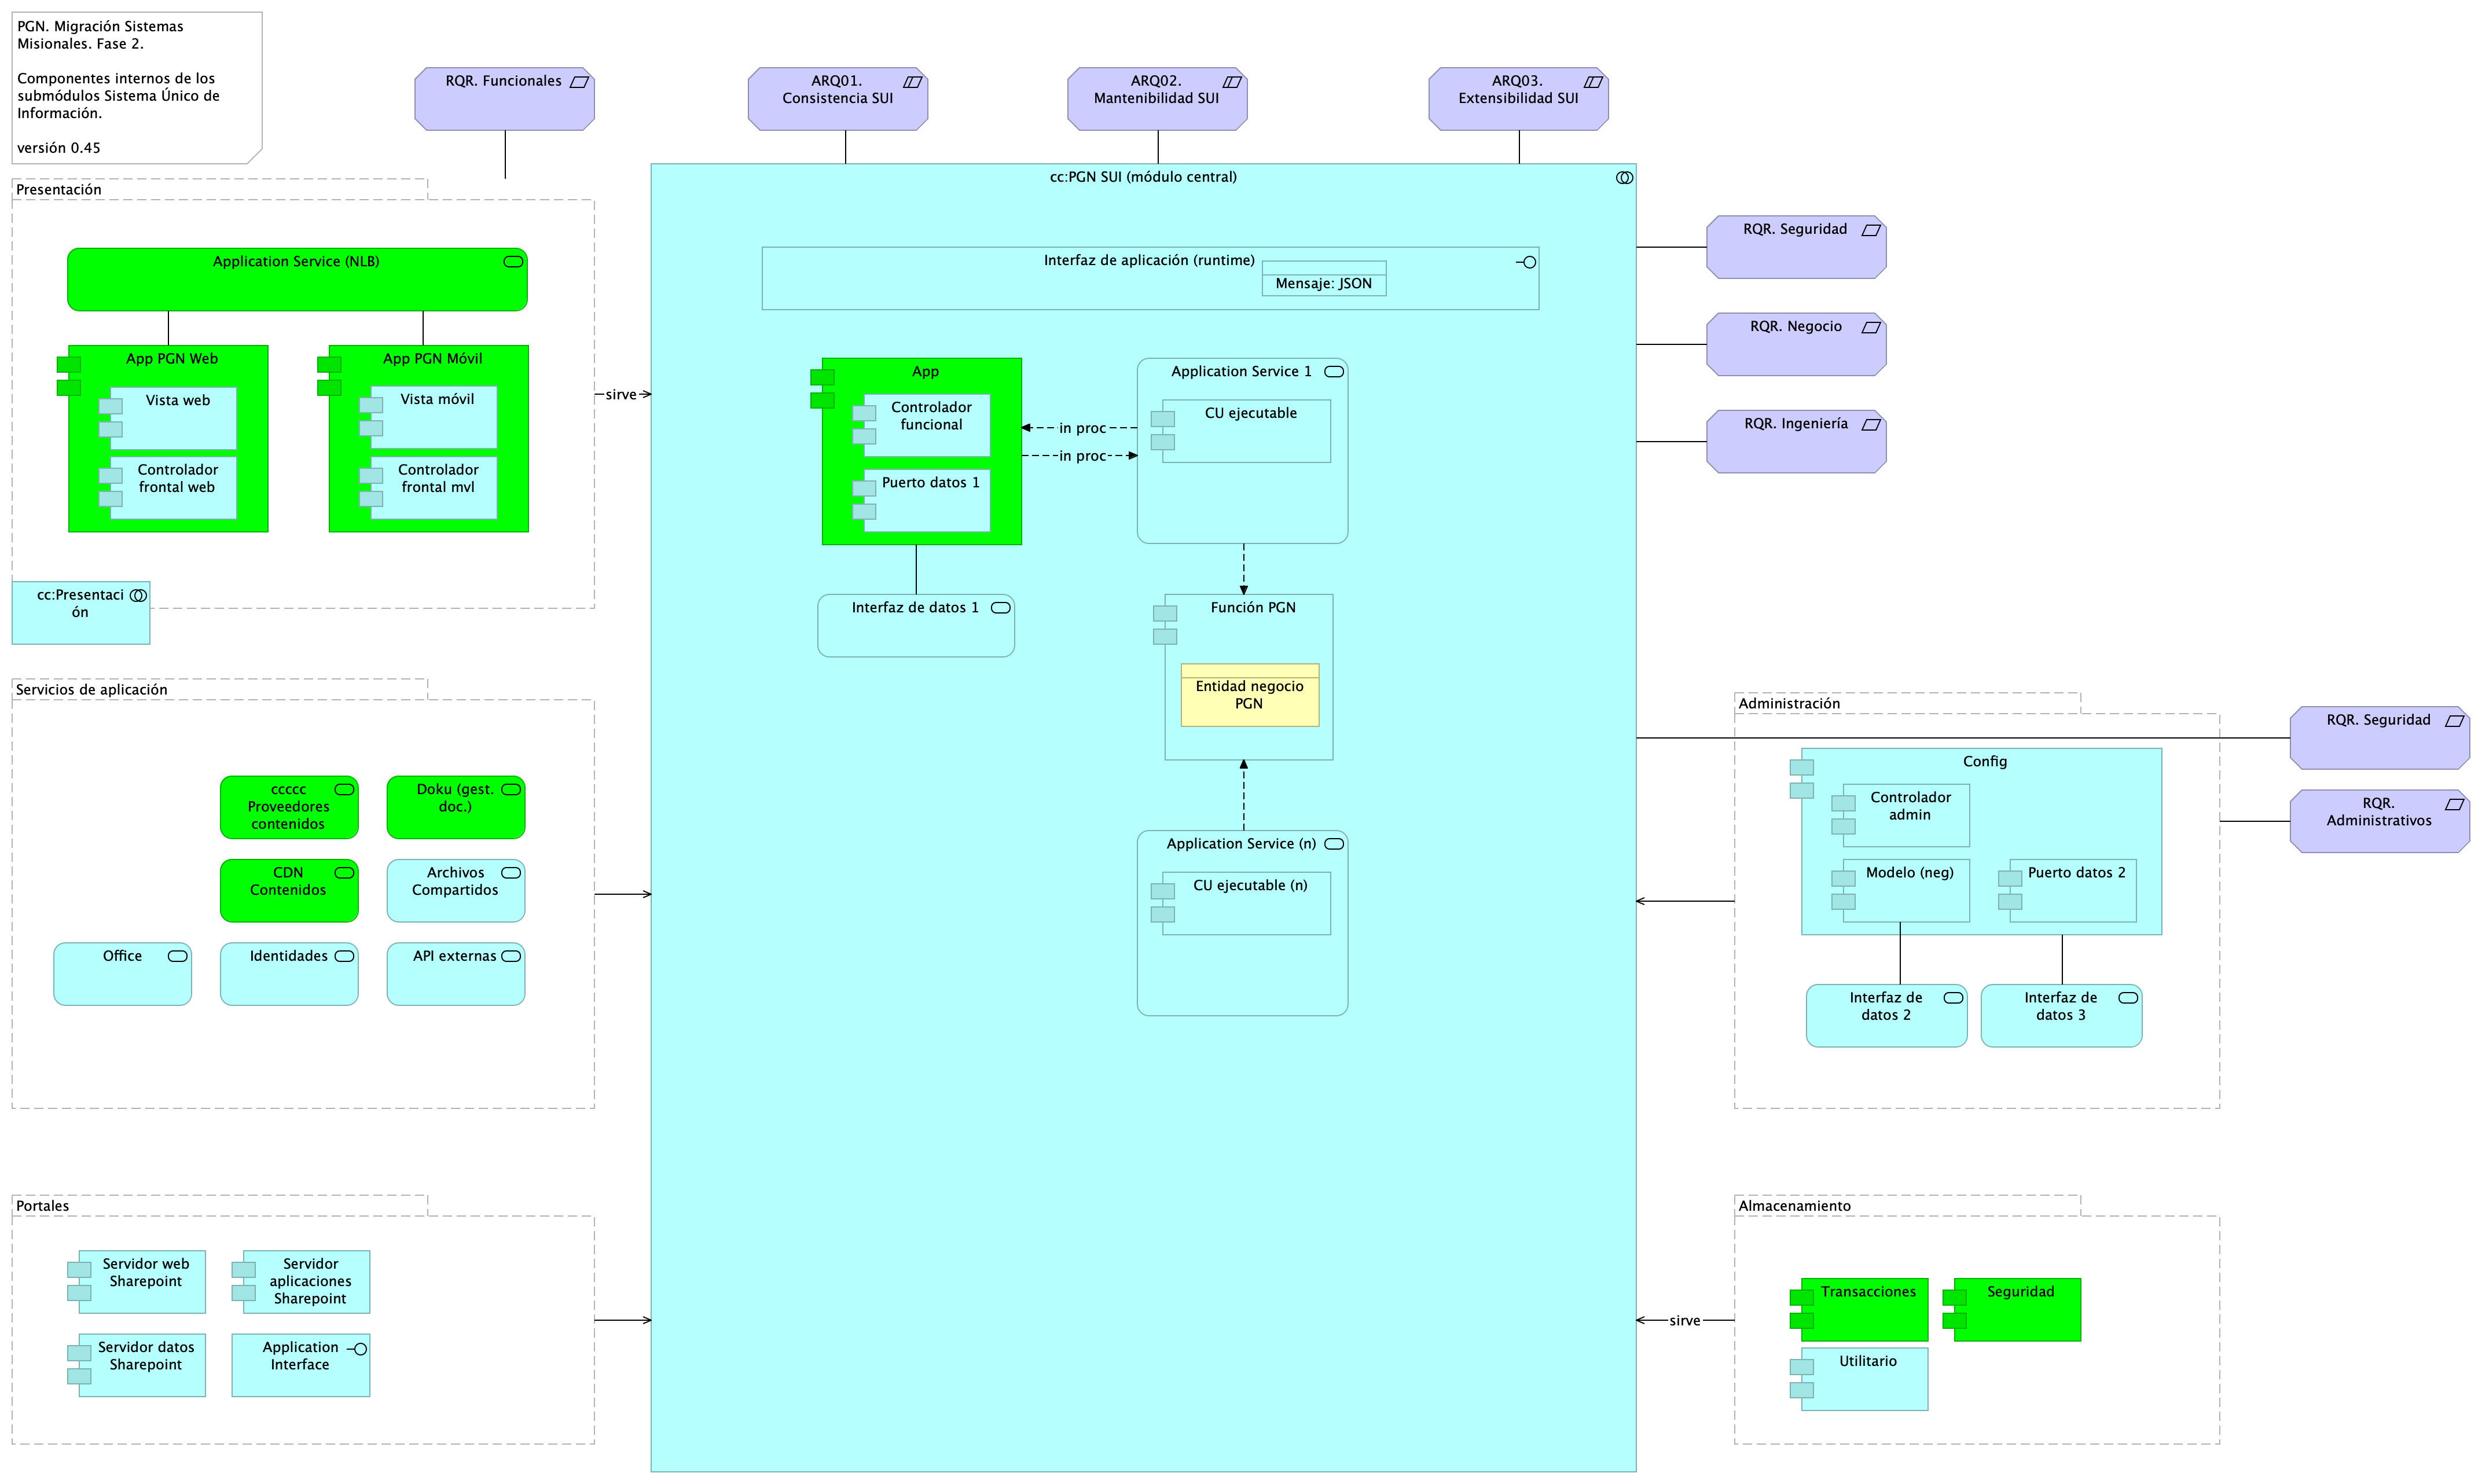 PGN. Migración Sistemas
Misionales. Fase 2.
Componentes internos de los
submódulos Sistema Único de
Información.
versión 0.45
RQR. Funcionales
ARQ01.
Consistencia SUI
ARQ02.
Mantenibilidad SUI
ARQ03.
Extensibilidad SUI
Presentación
Application Service (NLB)
App PGN Web
Vista web
Controlador
frontal web
App PGN Móvil
Vista móvil
Controlador
frontal mvl
cc:Presentaci
ón
sirve
cc:PGN SUI (módulo central)
Interfaz de aplicación (runtime)
Mensaje: JSON
App
Controlador
funcional
Puerto datos 1
in proc
in proc
Application Service 1
CU ejecutable
Interfaz de datos 1
Función PGN
Entidad negocio
PGN
Application Service (n)
CU ejecutable (n)
RQR. Seguridad
RQR. Negocio
RQR. Ingeniería
Servicios de aplicación
ccccc
Proveedores
contenidos
Doku (gest.
doc.)
CDN
Contenidos
Archivos
Compartidos
Office
Identidades
API externas
Administración
Config
Controlador
admin
Modelo (neg)
Puerto datos 2
Interfaz de
datos 2
Interfaz de
datos 3
RQR. Seguridad
RQR.
Administrativos
Portales
Servidor web
Sharepoint
Servidor
aplicaciones
Sharepoint
Servidor datos
Sharepoint
Application
Interface
sirve
Almacenamiento
Transacciones
Seguridad
Utilitario